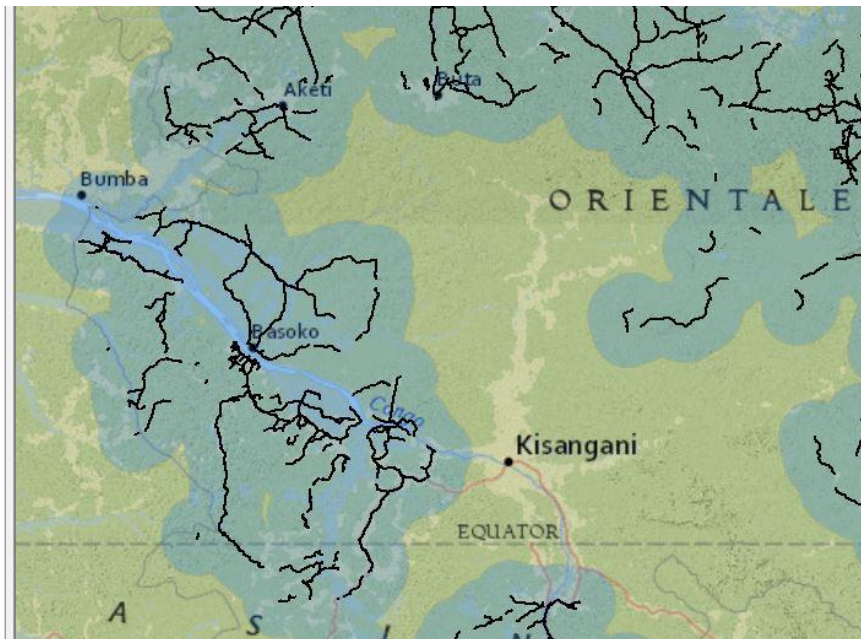 Aketi
Buta
Bumba
ORIENTALE
Basoko
Congo
Kisangani
EQUATOR
A
S
I
N